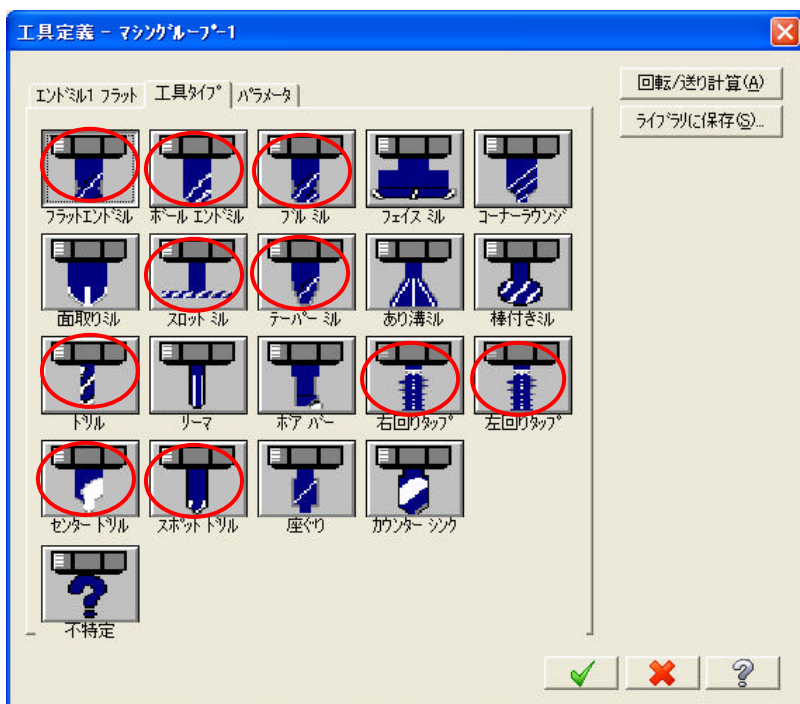 工具定義 - マシングループ-1
エンドミル1 フラット 工具タイプ パラメータ
回転/送り計算(A)
ライブラリに保存(S)...
フラットエンドミル ボール エンドミル ブル ミル フェイス ミル コーナーラウンジ
面取りミル スロット ミル テーパー ミル あり溝ミル 棒付きミル
ドリル リーマ ボア バー 右回りタップ 左回りタップ
センター ドリル スポット ドリル 座ぐり カウンター シンク
不特定